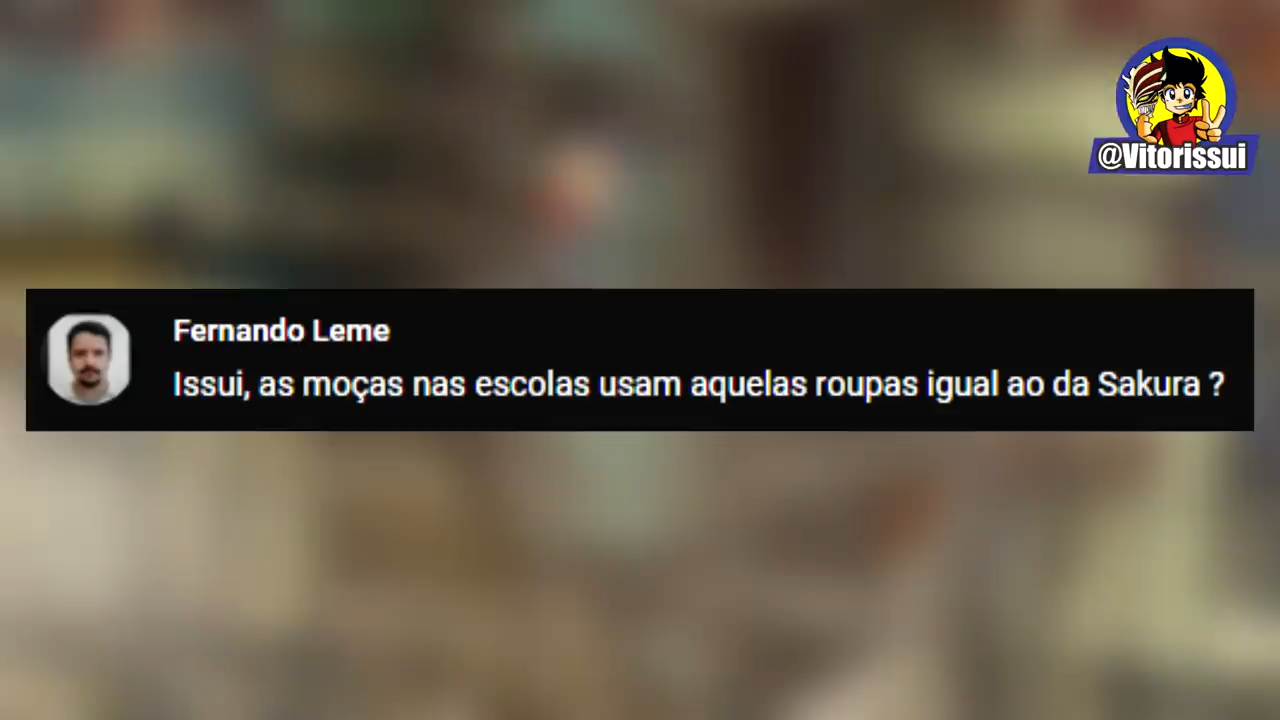 @Vitorissui
Fernando Leme
Issui, as moças nas escolas usam aquelas roupas igual ao da Sakura ?